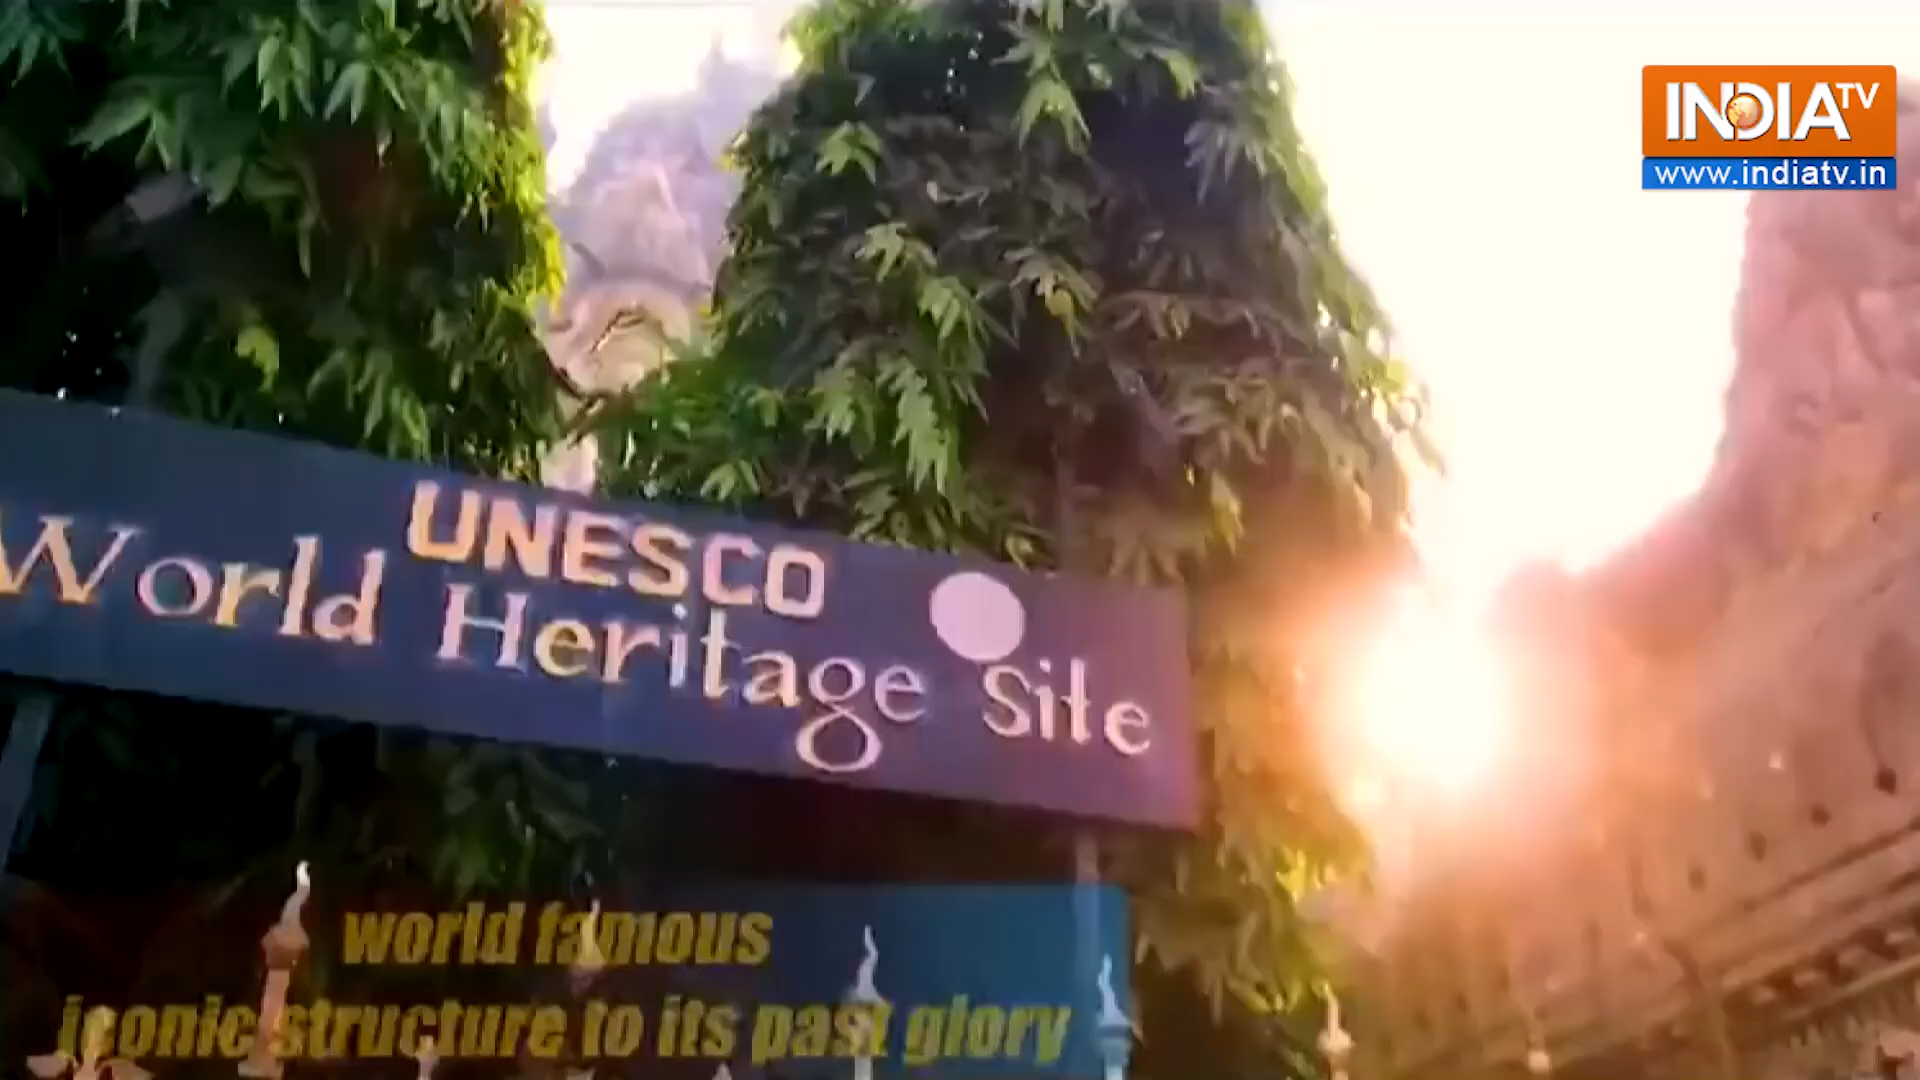 INDIA TV
www.indiatv.in
UNESCO
World Heritage Site
world famous
iconic structure to its past glory